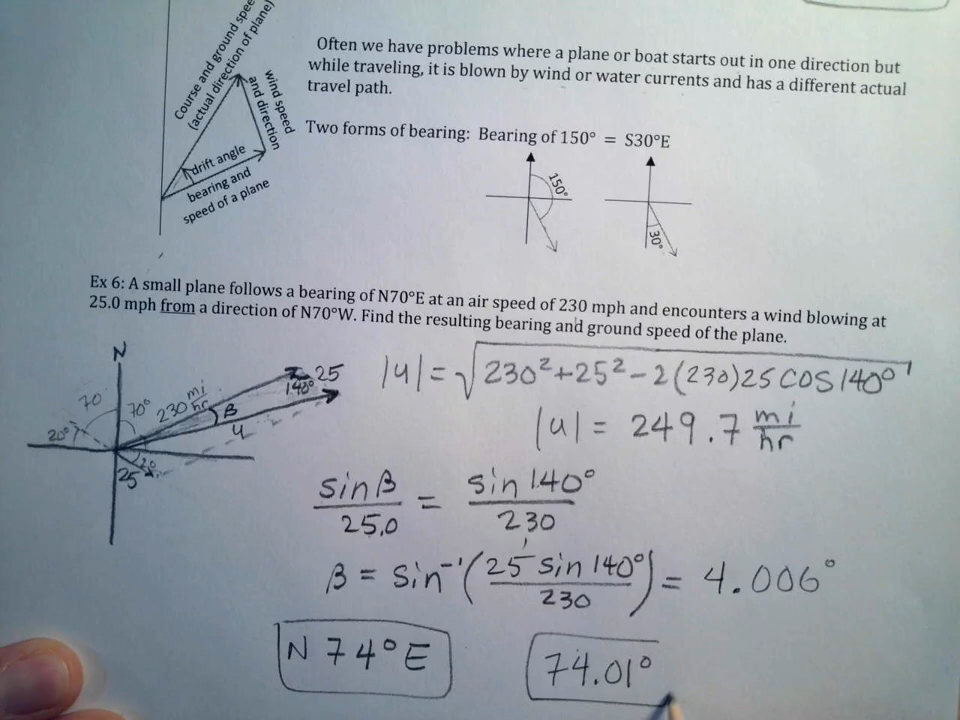 Course and ground spee
(actual direction of plane)
wind speed
and direction
drift angle
bearing and
speed of a plane
Often we have problems where a plane or boat starts out in one direction but
while traveling, it is blown by wind or water currents and has a different actual
travel path.
Two forms of bearing: Bearing of 150° = S30°E
150°
30°
Ex 6: A small plane follows a bearing of N70°E at an air speed of 230 mph and encounters a wind blowing at
25.0 mph from a direction of N70°W. Find the resulting bearing and ground speed of the plane.
N
70
70°
230 mi/hr
25
140°
β
u
20°
25
|u| = √230²+25²-2(230)25 cos 140°
|u| = 249.7 mi/hr
sin β / 25.0 = sin 140° / 230
β = sin⁻¹(25 sin 140° / 230) = 4.006°
N 74° E
74.01°